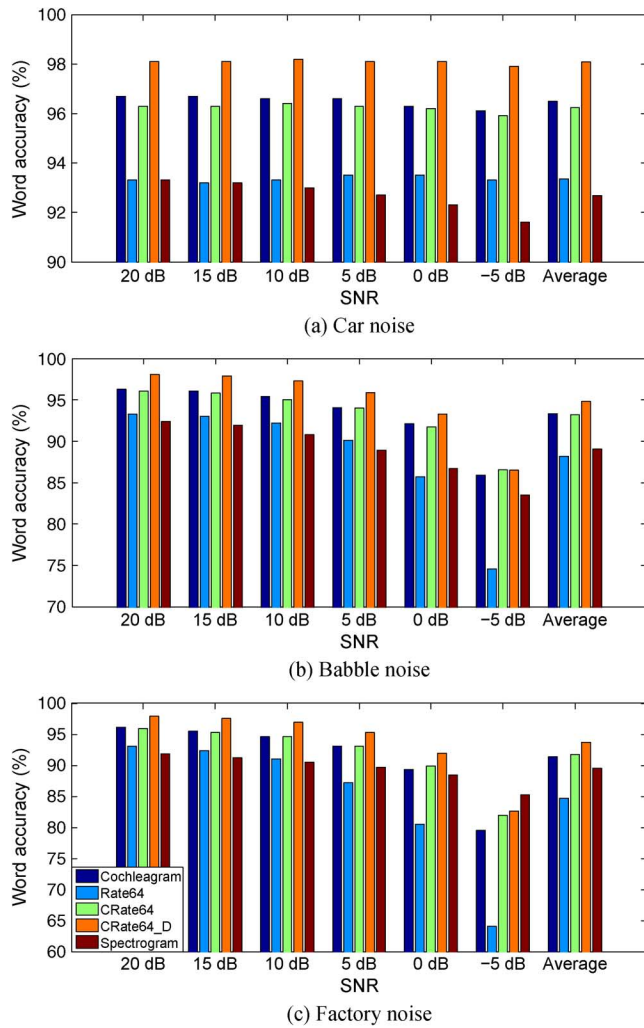 100
98
96
94
92
90
Word accuracy (%)
20 dB 15 dB 10 dB 5 dB 0 dB −5 dB Average
SNR
(a) Car noise
100
95
90
85
80
75
70
Word accuracy (%)
20 dB 15 dB 10 dB 5 dB 0 dB −5 dB Average
SNR
(b) Babble noise
100
95
90
85
80
75
70
65
60
Word accuracy (%)
Cochleagram
Rate64
CRate64
CRate64_D
Spectrogram
20 dB 15 dB 10 dB 5 dB 0 dB −5 dB Average
SNR
(c) Factory noise